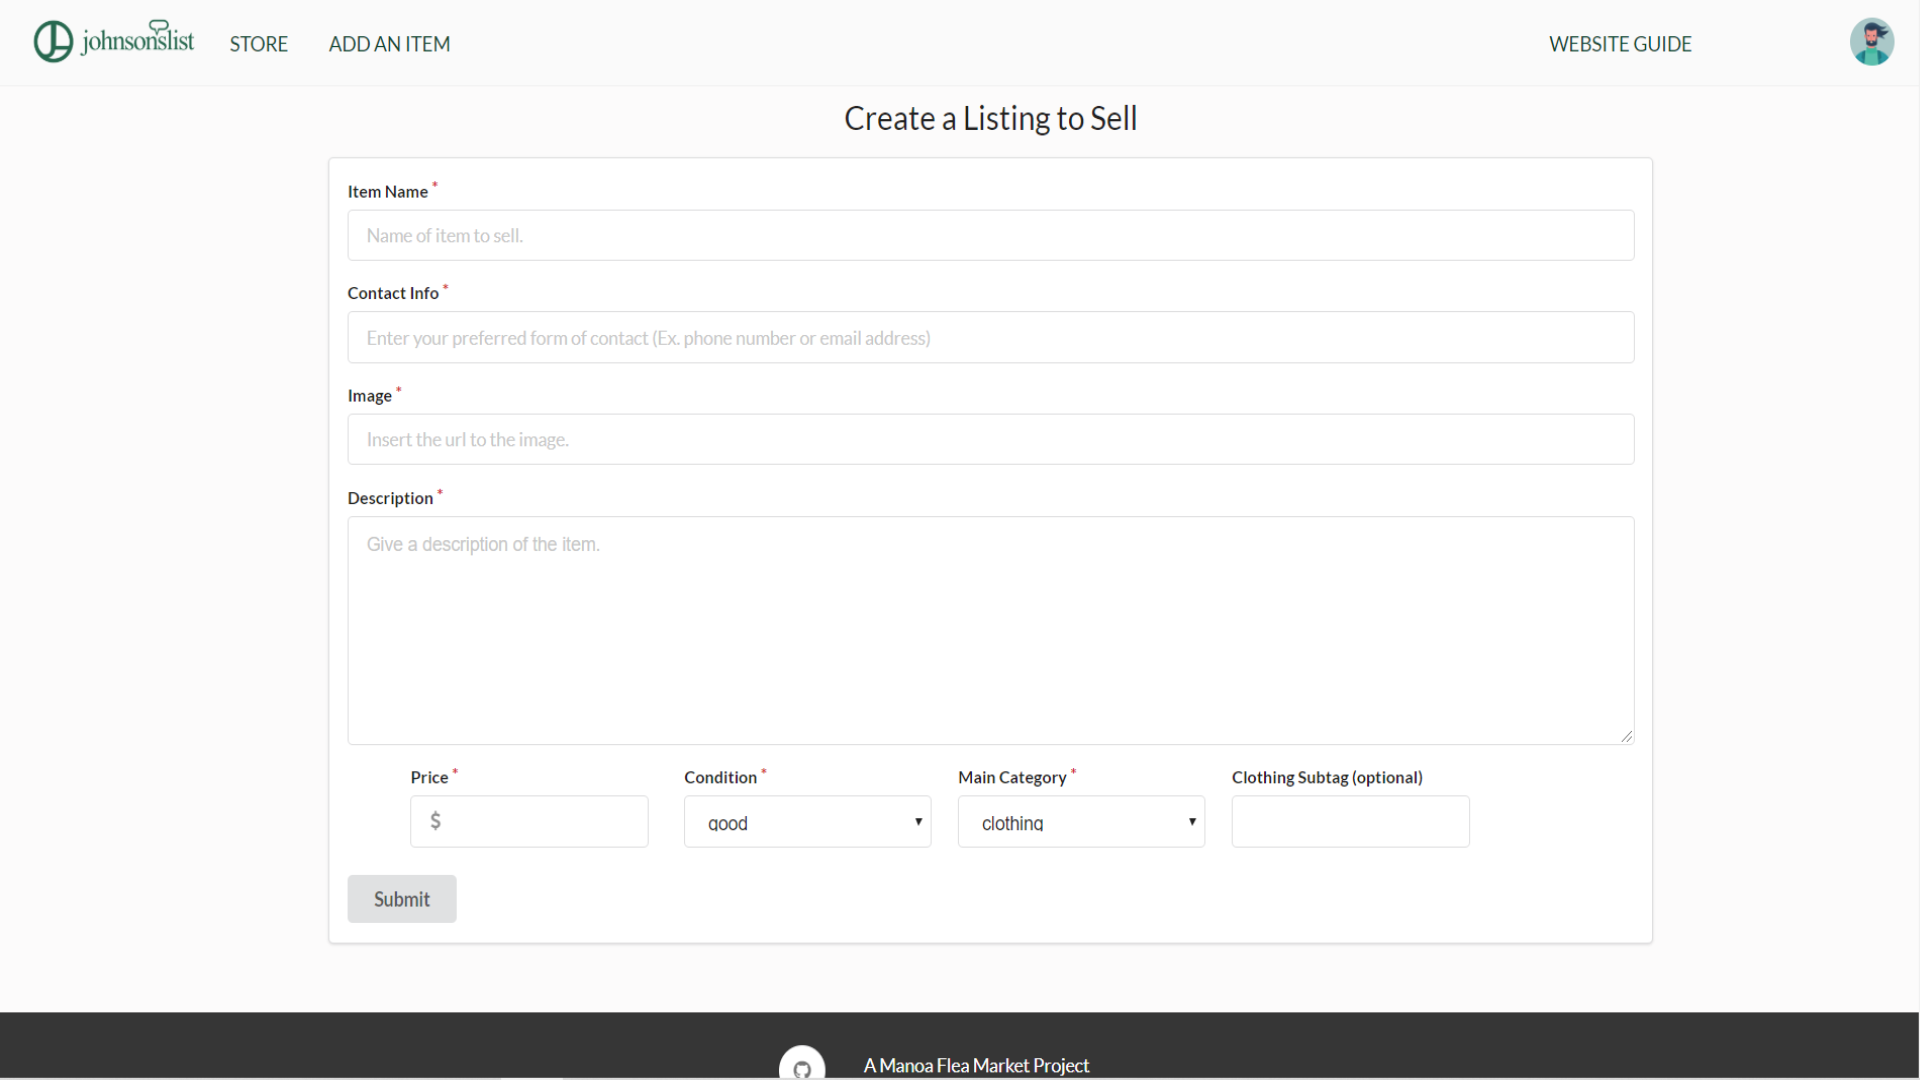 johnsonslist STORE ADD AN ITEM WEBSITE GUIDE
Create a Listing to Sell
Item Name *
Name of item to sell.
Contact Info *
Enter your preferred form of contact (Ex. phone number or email address)
Image *
Insert the url to the image.
Description *
Give a description of the item.
Price * Condition * Main Category * Clothing Subtag (optional)
$ good clothing
Submit
A Manoa Flea Market Project